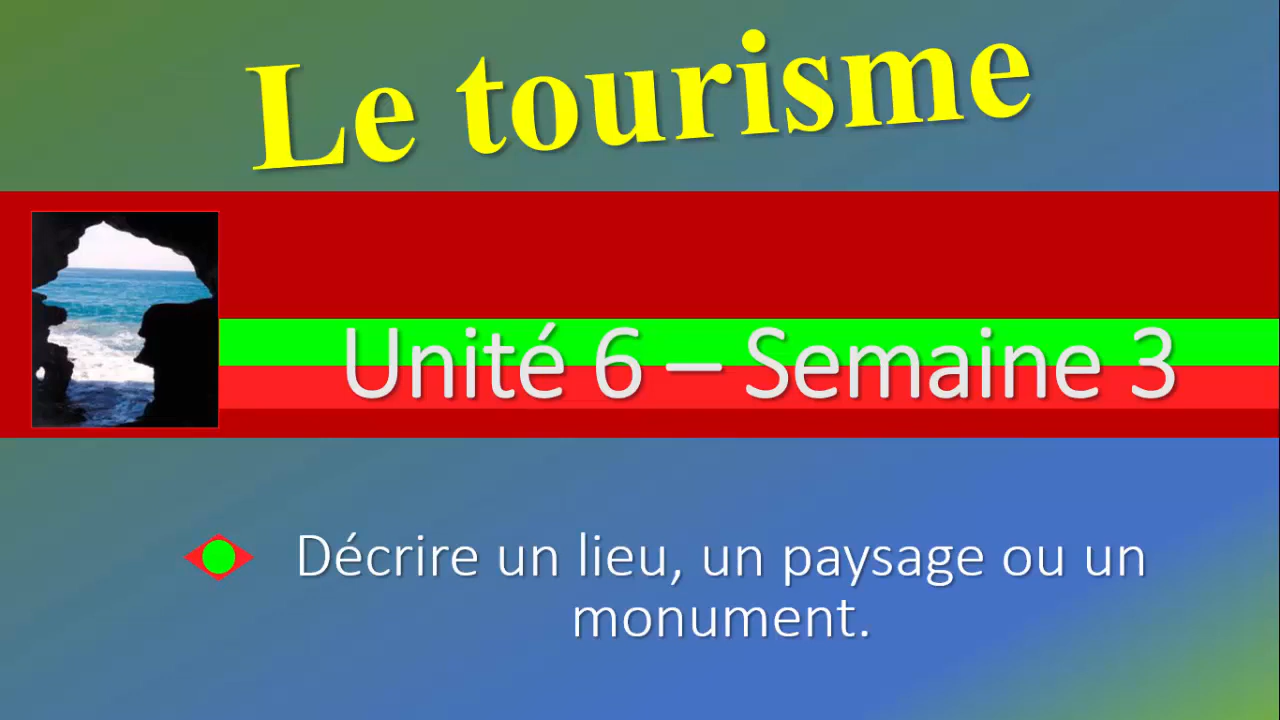 Le tourisme
Unité 6 – Semaine 3
Décrire un lieu, un paysage ou un
monument.